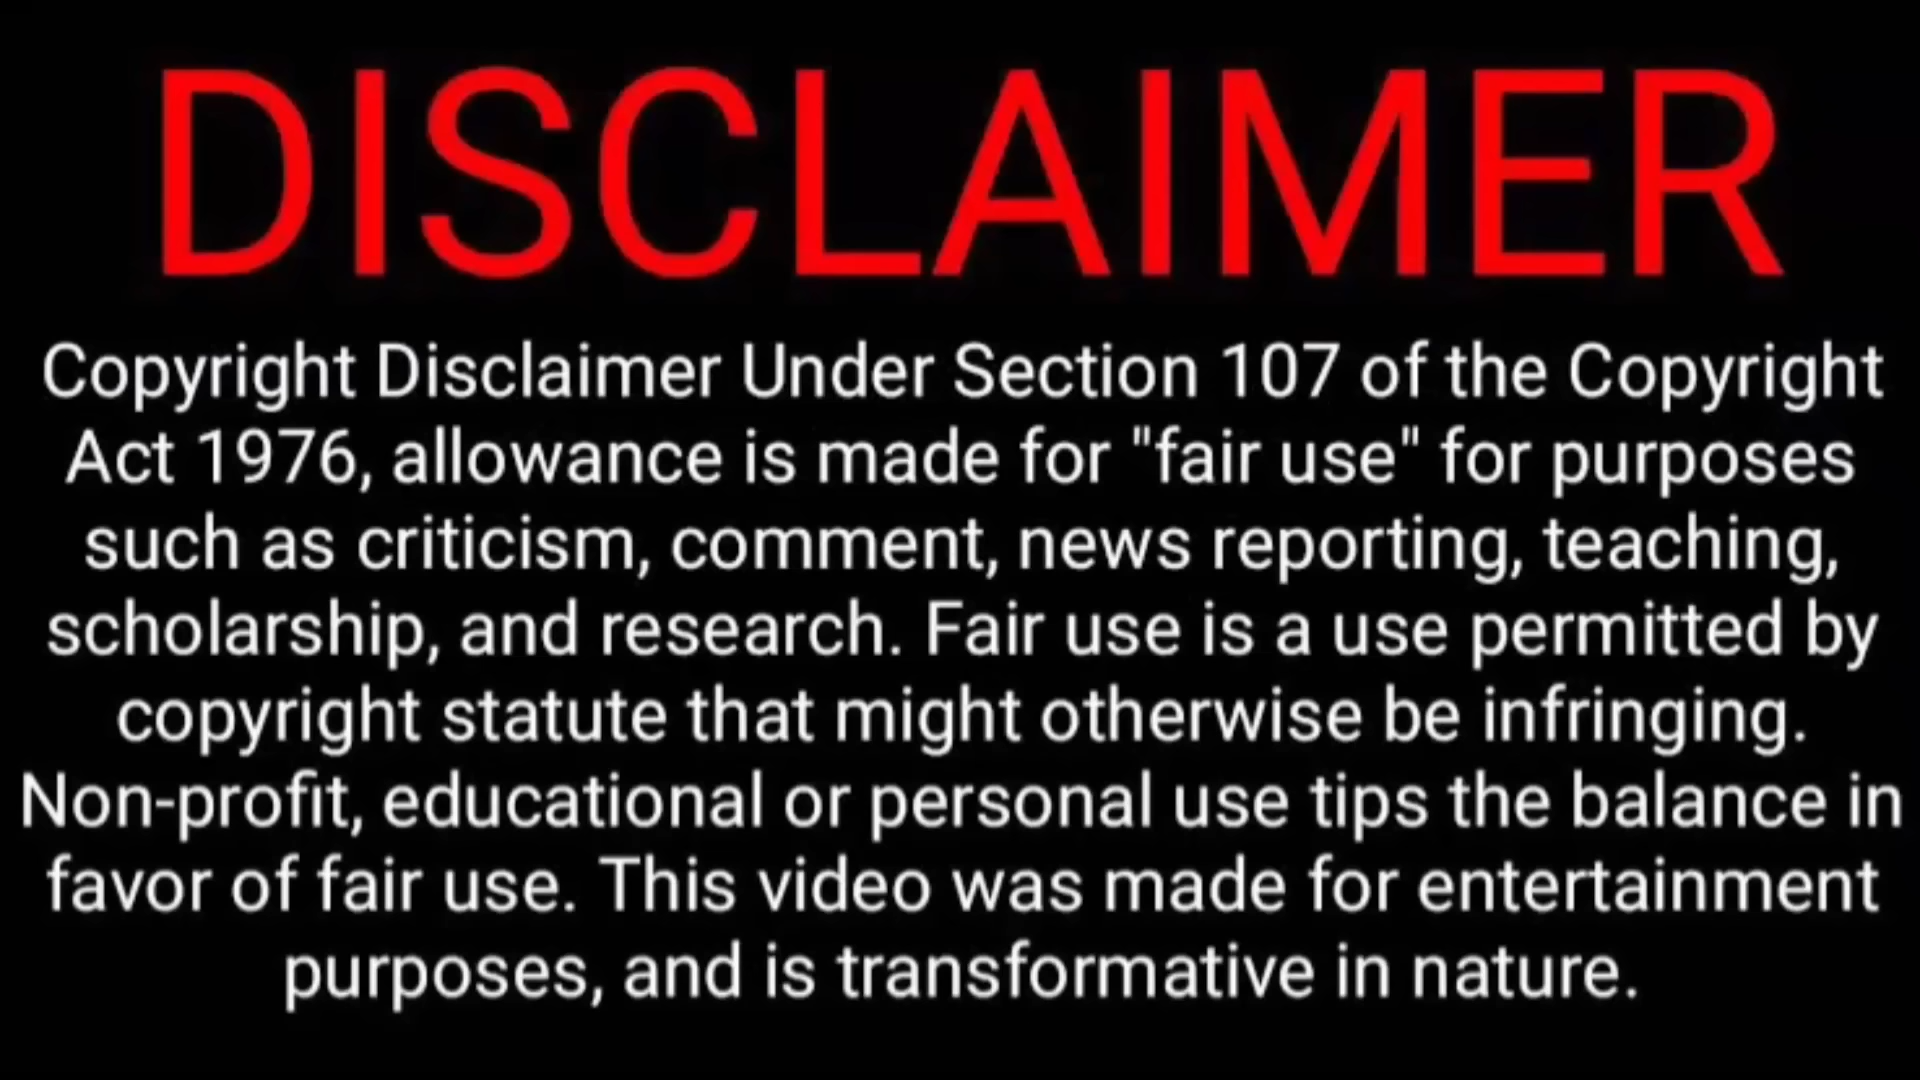 DISCLAIMER
Copyright Disclaimer Under Section 107 of the Copyright
Act 1976, allowance is made for "fair use" for purposes
such as criticism, comment, news reporting, teaching,
scholarship, and research. Fair use is a use permitted by
copyright statute that might otherwise be infringing.
Non-profit, educational or personal use tips the balance in
favor of fair use. This video was made for entertainment
purposes, and is transformative in nature.